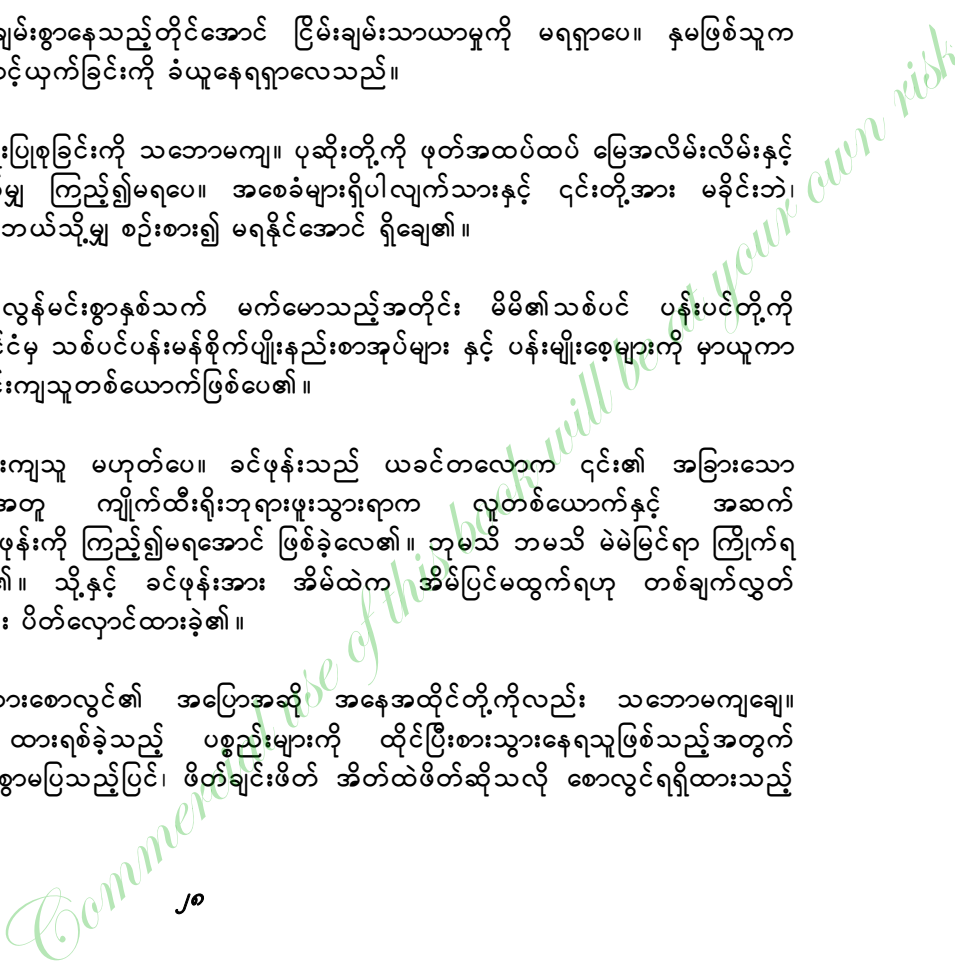 ချမ်းစွာနေသည့်တိုင်အောင် ငြိမ်းချမ်းသာယာမှုကို မရရှာပေ။ နှမဖြစ်သူက
င့်ယှက်ခြင်းကို ခံယူနေရရှာလေသည်။
းပြုစုခြင်းကို သဘောမကျ။ ပုဆိုးတို့ကို ဖုတ်အထပ်ထပ် မြေအလိမ်းလိမ်းနှင့်
မျှ ကြည့်၍မရပေ။ အစေခံများရှိပါလျက်သားနှင့် ၎င်းတို့အား မခိုင်းဘဲ၊
ဘယ်သို့မျှ စဉ်းစား၍ မရနိုင်အောင် ရှိချေ၏။
လွန်မင်းစွာနှစ်သက် မက်မောသည့်အတိုင်း မိမိ၏သစ်ပင် ပန်းပင်တို့ကို
င်ငံမှ သစ်ပင်ပန်းမန်စိုက်ပျိုးနည်းစာအုပ်များ နှင့် ပန်းမျိုးစေ့များကို မှာယူကာ
းကျသူတစ်ယောက်ဖြစ်ပေ၏။
းကျသူ မဟုတ်ပေ။ ခင်ဖုန်းသည် ယခင်တလောက ၎င်း၏ အခြားသော
အတူ ကျိုက်ထီးရိုးဘုရားဖူးသွားရာက လူတစ်ယောက်နှင့် အဆက်
ဖုန်းကို ကြည့်၍မရအောင် ဖြစ်ခဲ့လေ၏။ ဘုမသိ ဘမသိ မဲမဲမြင်ရာ ကြိုက်ရ
၏။ သို့နှင့် ခင်ဖုန်းအား အိမ်ထဲက အိမ်ပြင်မထွက်ရဟု တစ်ချက်လွှတ်
း ပိတ်လှောင်ထားခဲ့၏။
သားစောလွင်၏ အပြောအဆို အနေအထိုင်တို့ကိုလည်း သဘောမကျချေ။
ထားရစ်ခဲ့သည့် ပစ္စည်းများကို ထိုင်ပြီးစားသွားနေရသူဖြစ်သည့်အတွက်
စွာမပြသည့်ပြင်၊ ဖိတ်ချင်းဖိတ် အိတ်ထဲဖိတ်ဆိုသလို စောလွင်ရရှိထားသည့်
၂၈
Commercial use of this book will be at your own risk